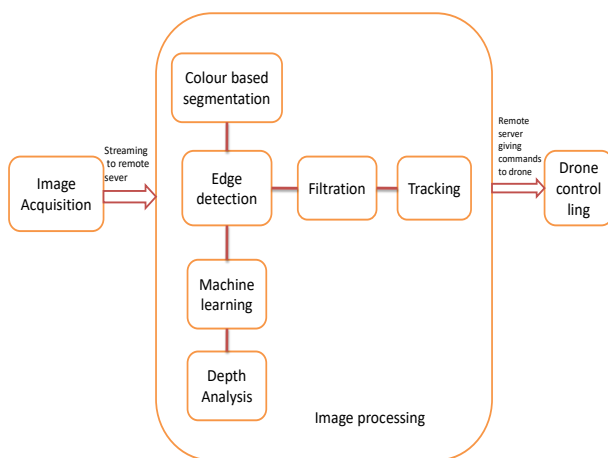 Colour based
segmentation
Streaming
to remote
sever
Remote
server
giving
commands
to drone
Image
Acquisition
Edge
detection
Filtration
Tracking
Drone
control
ling
Machine
learning
Depth
Analysis
Image processing